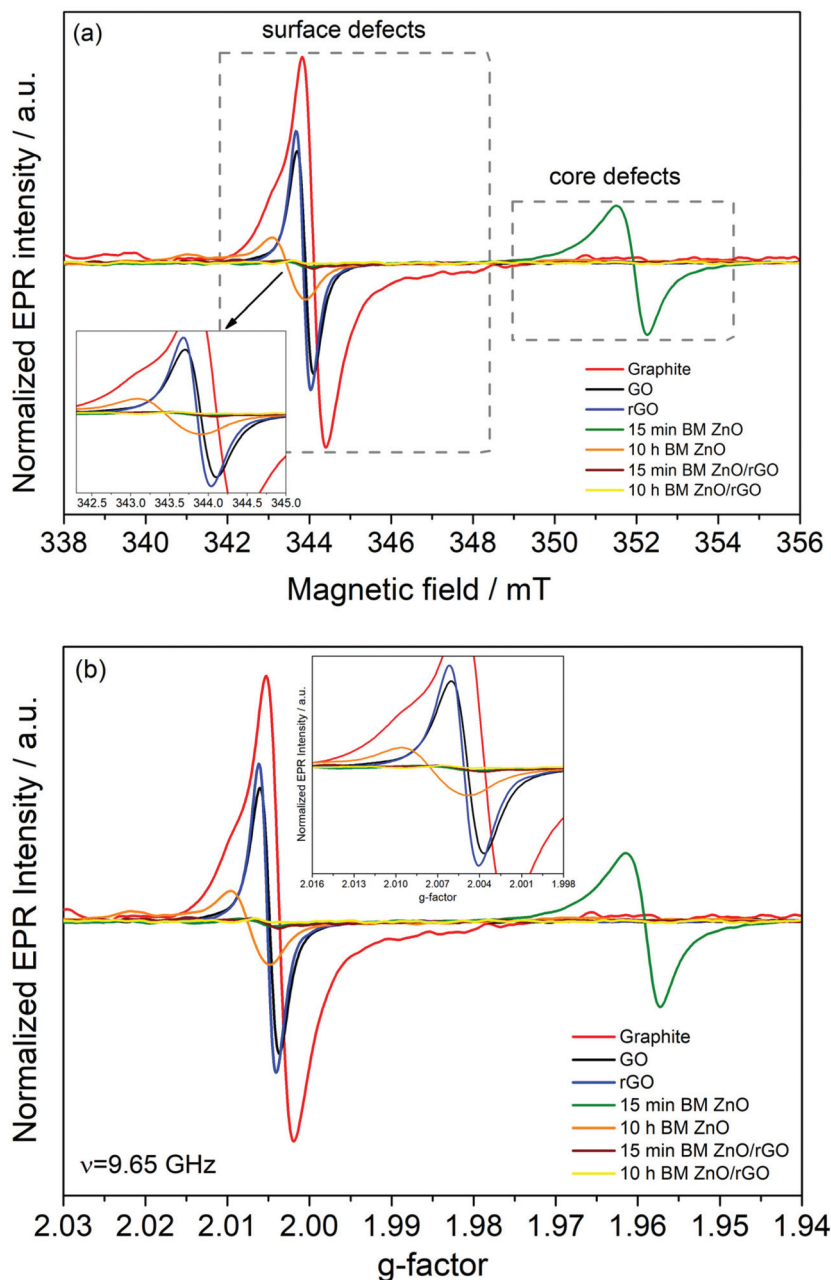 (a)
surface defects
core defects
Normalized EPR intensity / a.u.
Graphite
GO
rGO
15 min BM ZnO
10 h BM ZnO
15 min BM ZnO/rGO
10 h BM ZnO/rGO
342.5 343.0 343.5 344.0 344.5 345.0
338 340 342 344 346 348 350 352 354 356
Magnetic field / mT
(b)
Normalized EPR Intensity / a.u.
Normalized EPR Intensity / a.u.
2.016 2.013 2.010 2.007 2.004 2.001 1.998
g-factor
Graphite
GO
rGO
15 min BM ZnO
10 h BM ZnO
15 min BM ZnO/rGO
10 h BM ZnO/rGO
ν=9.65 GHz
2.03 2.02 2.01 2.00 1.99 1.98 1.97 1.96 1.95 1.94
g-factor